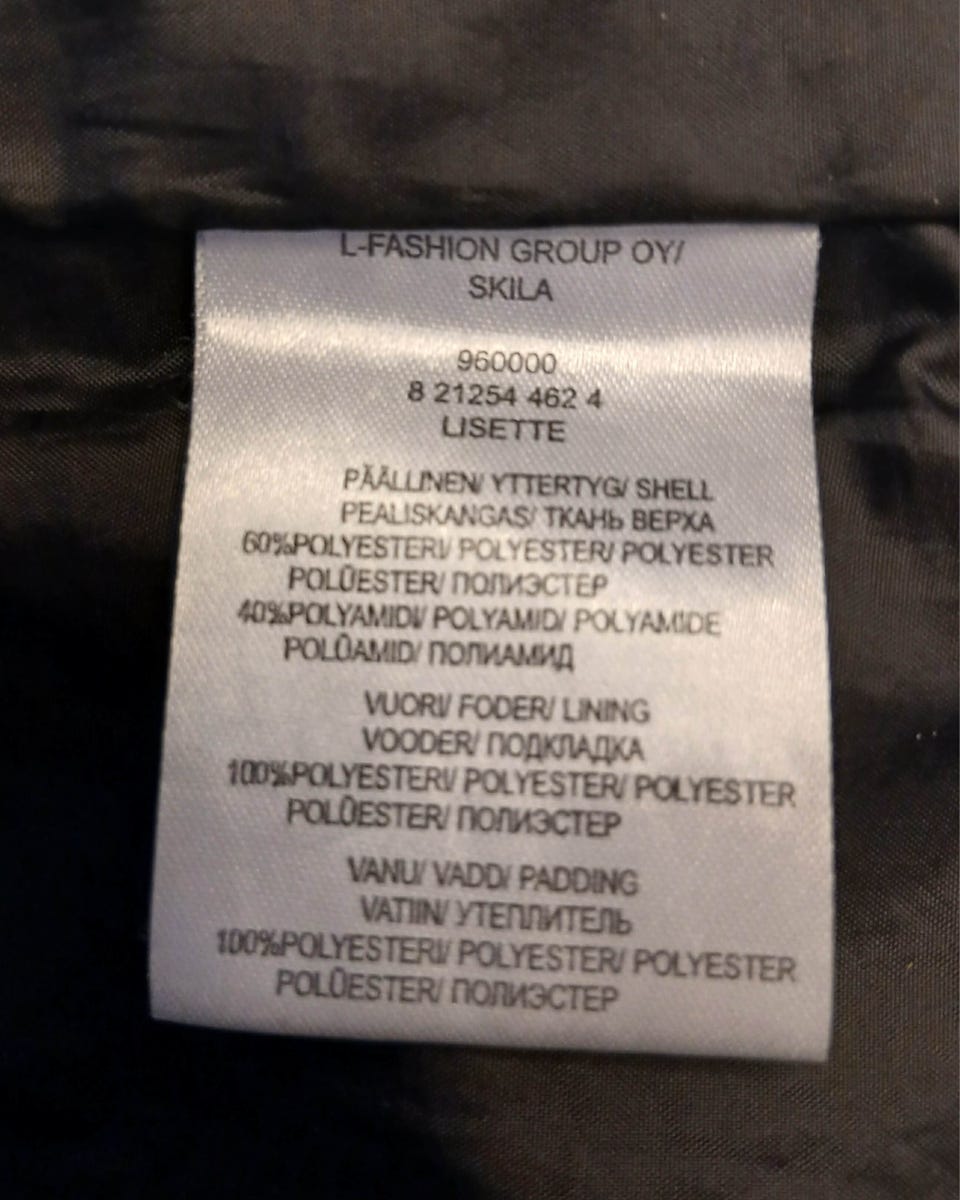 L-FASHION GROUP OY/
SKILA
960000
8 21254 462 4
LISETTE
PÄÄLLINEN/ YTTERTYG/ SHELL
PEALISKANGAS/ ТКАНЬ ВЕРХА
60%POLYESTERI/ POLYESTER/ POLYESTER
POLÜESTER/ ПОЛИЭСТЕР
40%POLYAMIDI/ POLYAMID/ POLYAMIDE
POLÜAMID/ ПОЛИАМИД
VUORI/ FODER/ LINING
VOODER/ ПОДКЛАДКА
100%POLYESTERI/ POLYESTER/ POLYESTER
POLÜESTER/ ПОЛИЭСТЕР
VANU/ VADD/ PADDING
VATIIN/ УТЕПЛИТЕЛЬ
100%POLYESTERI/ POLYESTER/ POLYESTER
POLÜESTER/ ПОЛИЭСТЕР